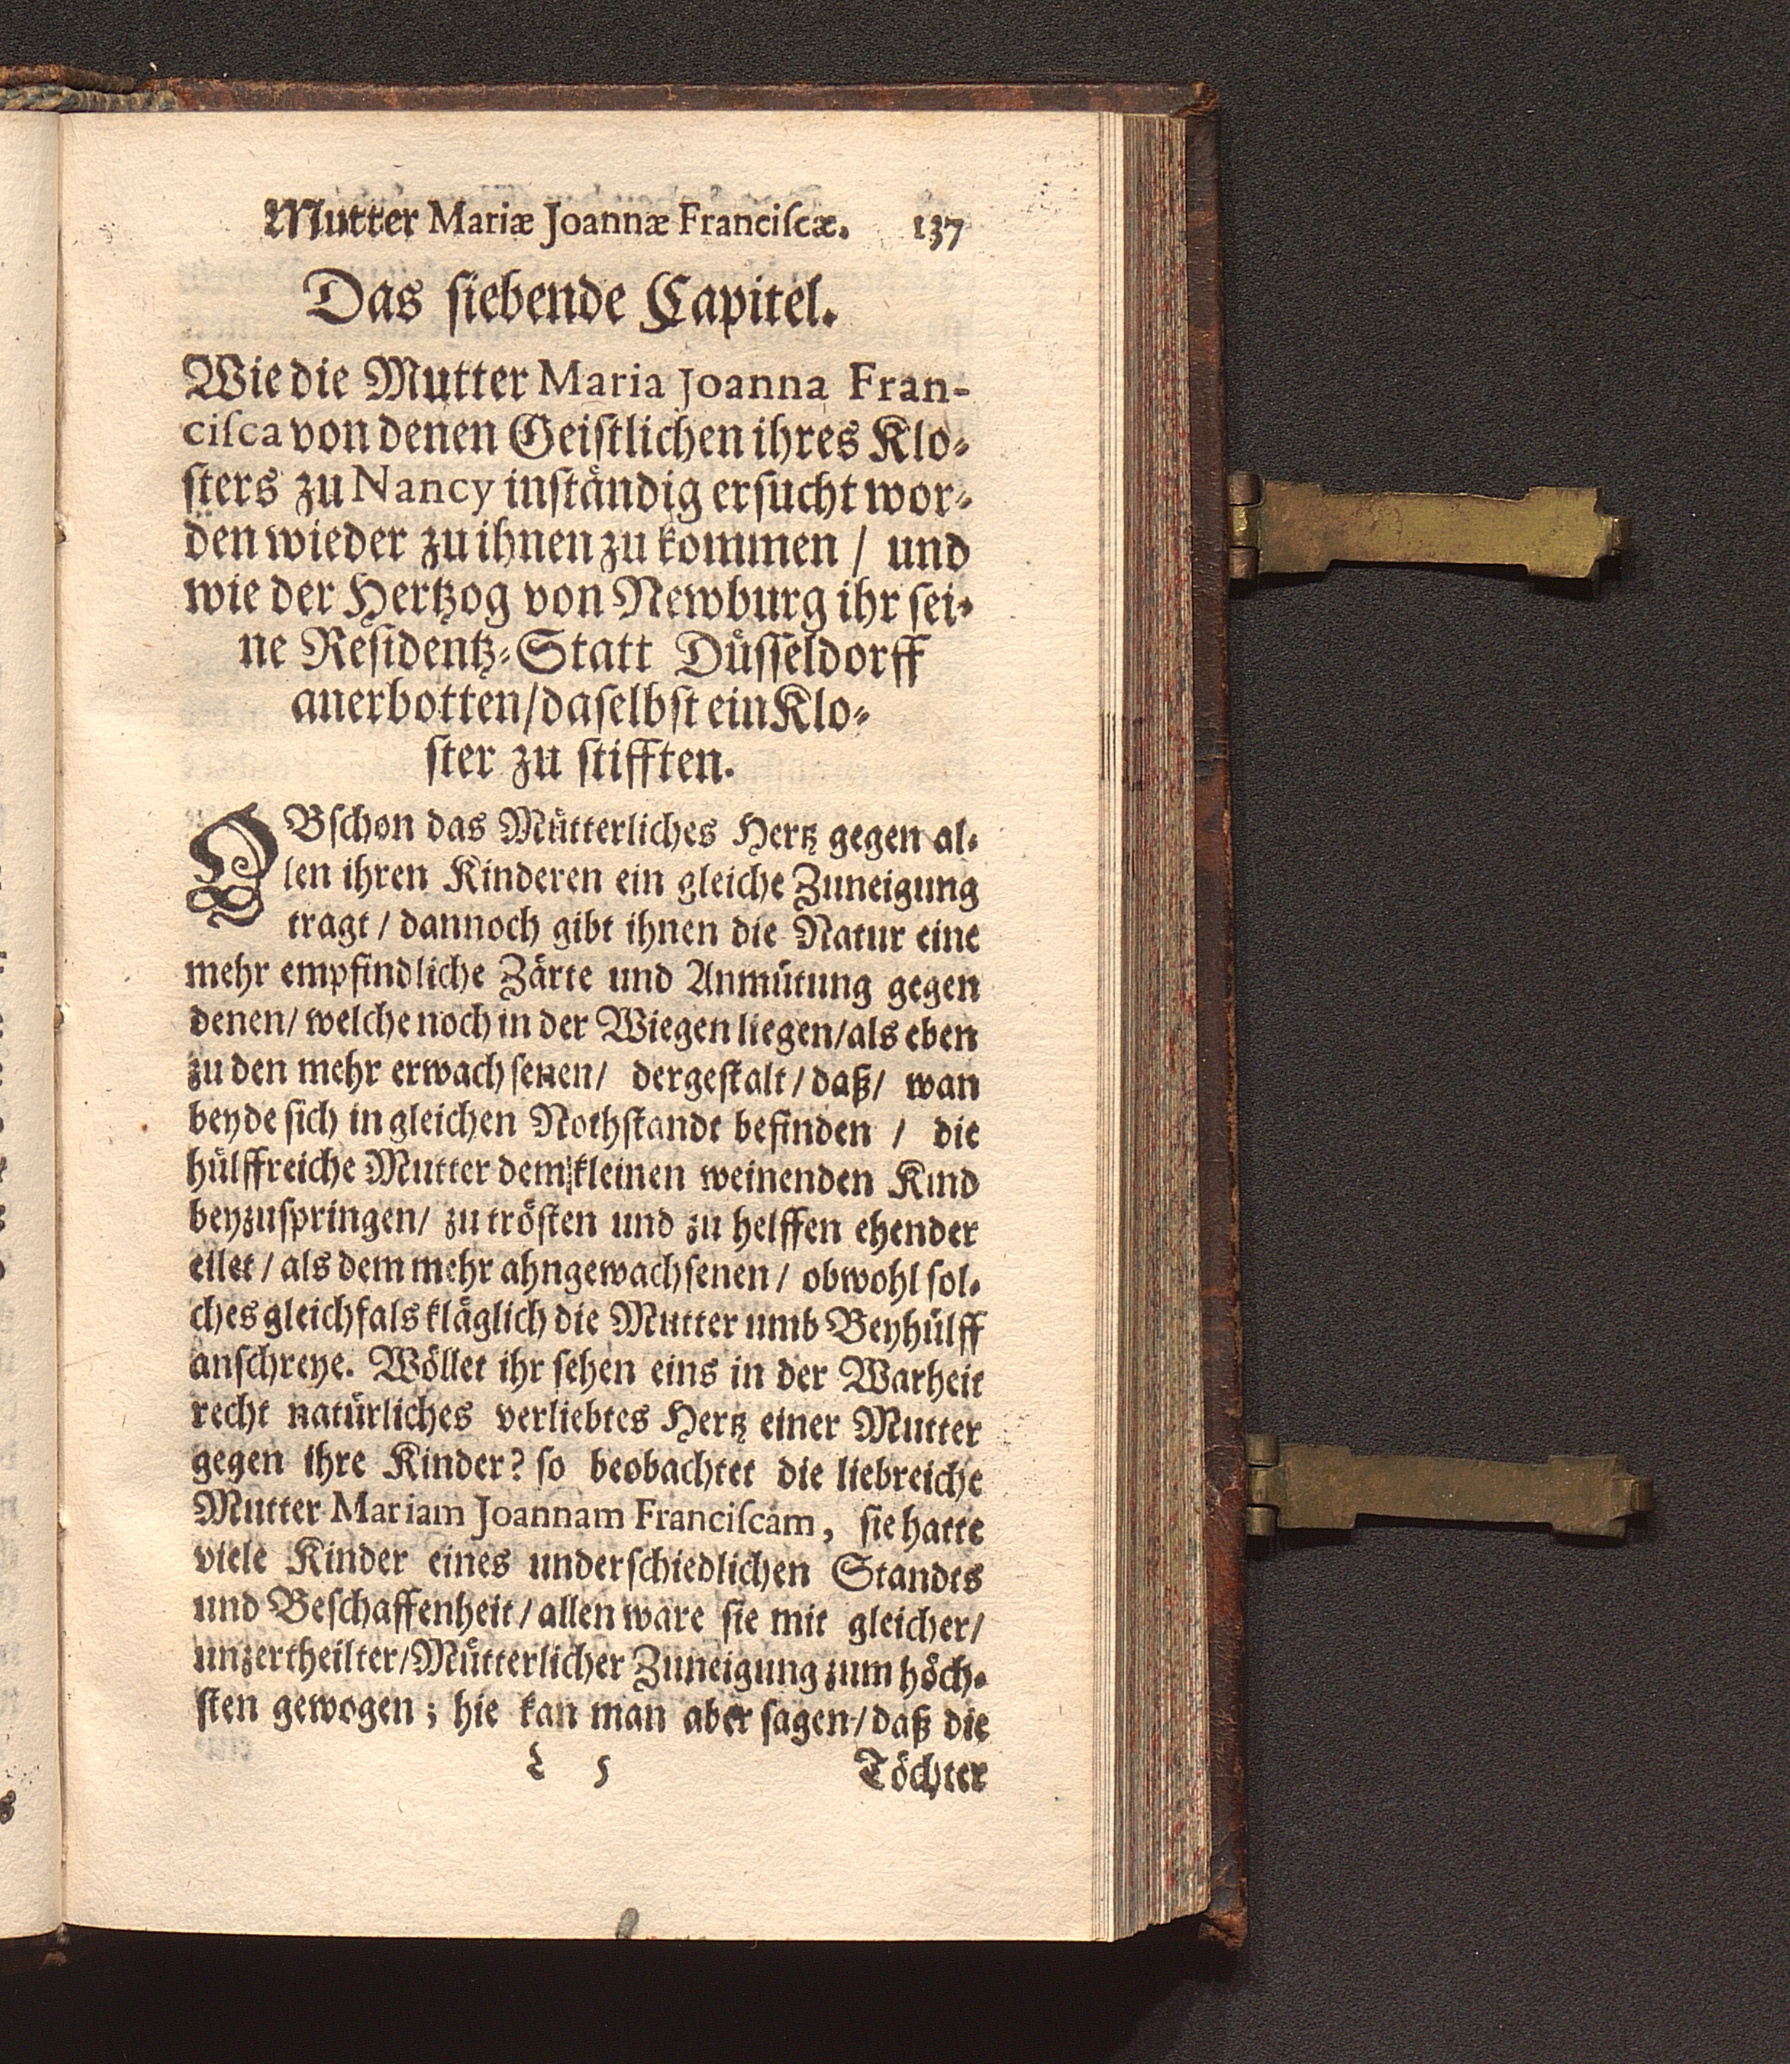 Mutter Mariæ Joannæ Franciſcæ. 137
Das ſiebende Capitel.
Wie die Mutter Maria Joanna Fran-
ciſca von denen Geiſtlichen ihres Klo-
ſters zu Nancy inſtändig erſucht wor-
den wieder zu ihnen zu kommen / und
wie der Hertzog von Newburg ihr ſei-
ne Reſidentz-Statt Düſſeldorff
anerbotten/daſelbſt ein Klo-
ſter zu ſtifften.
OBſchon das Mütterliches Hertz gegen al-
len ihren Kinderen ein gleiche Zuneigung
tragt / dannoch gibt ihnen die Natur eine
mehr empfindliche Zärte und Anmütung gegen
denen/ welche noch in der Wiegen liegen/als eben
zu den mehr erwachſenen/ dergeſtalt/daß/ wan
beyde ſich in gleichen Nothſtandt befinden / die
hülffreiche Mutter dem kleinen weinenden Kind
beyzuſpringen/ zu tröſten und zu helffen ehender
eilet / als dem mehr ahngewachſenen/ obwohl ſol-
ches gleichfals kläglich die Mutter umb Beyhülff
anſchreye. Wöllet ihr ſehen eins in der Warheit
recht natürliches verliebtes Hertz einer Mutter
gegen ihre Kinder? ſo beobachtet die liebreiche
Mutter Mariam Joannam Franciſcam, ſie hatte
viele Kinder eines underſchiedlichen Standts
und Beſchaffenheit/allen ware ſie mit gleicher/
unzertheilter/Mütterlicher Zuneigung zum höch-
ſten gewogen; hie kan man aber ſagen/daß die
Töchter